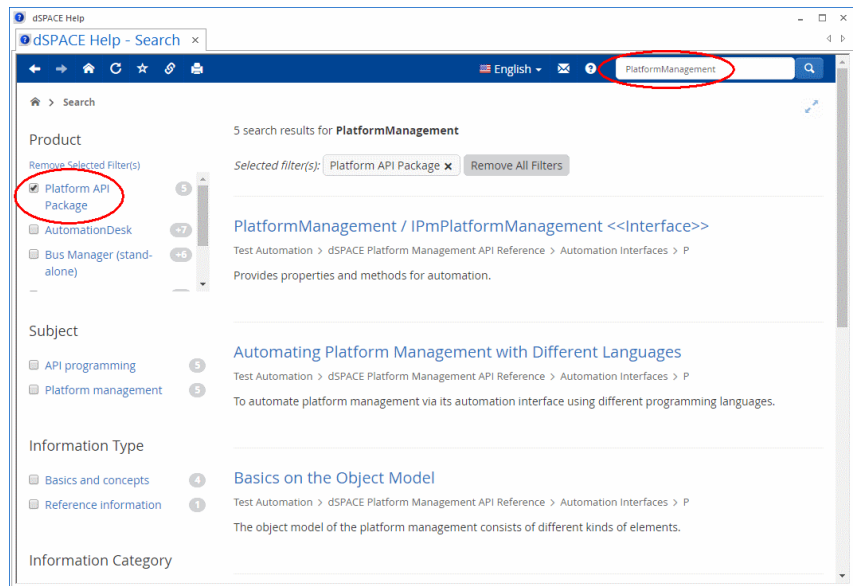 dSPACE Help
dSPACE Help - Search
English
PlatformManagement
> Search
Product
Remove Selected Filter(s)
Platform API Package 5
AutomationDesk +7
Bus Manager (stand-alone) +6
Subject
API programming 5
Platform management 5
Information Type
Basics and concepts 4
Reference information 1
Information Category
5 search results for PlatformManagement
Selected filter(s): Platform API Package × Remove All Filters
PlatformManagement / IPmPlatformManagement <<Interface>>
Test Automation > dSPACE Platform Management API Reference > Automation Interfaces > P
Provides properties and methods for automation.
Automating Platform Management with Different Languages
Test Automation > dSPACE Platform Management API Reference > Automation Interfaces > P
To automate platform management via its automation interface using different programming languages.
Basics on the Object Model
Test Automation > dSPACE Platform Management API Reference > Automation Interfaces > P
The object model of the platform management consists of different kinds of elements.